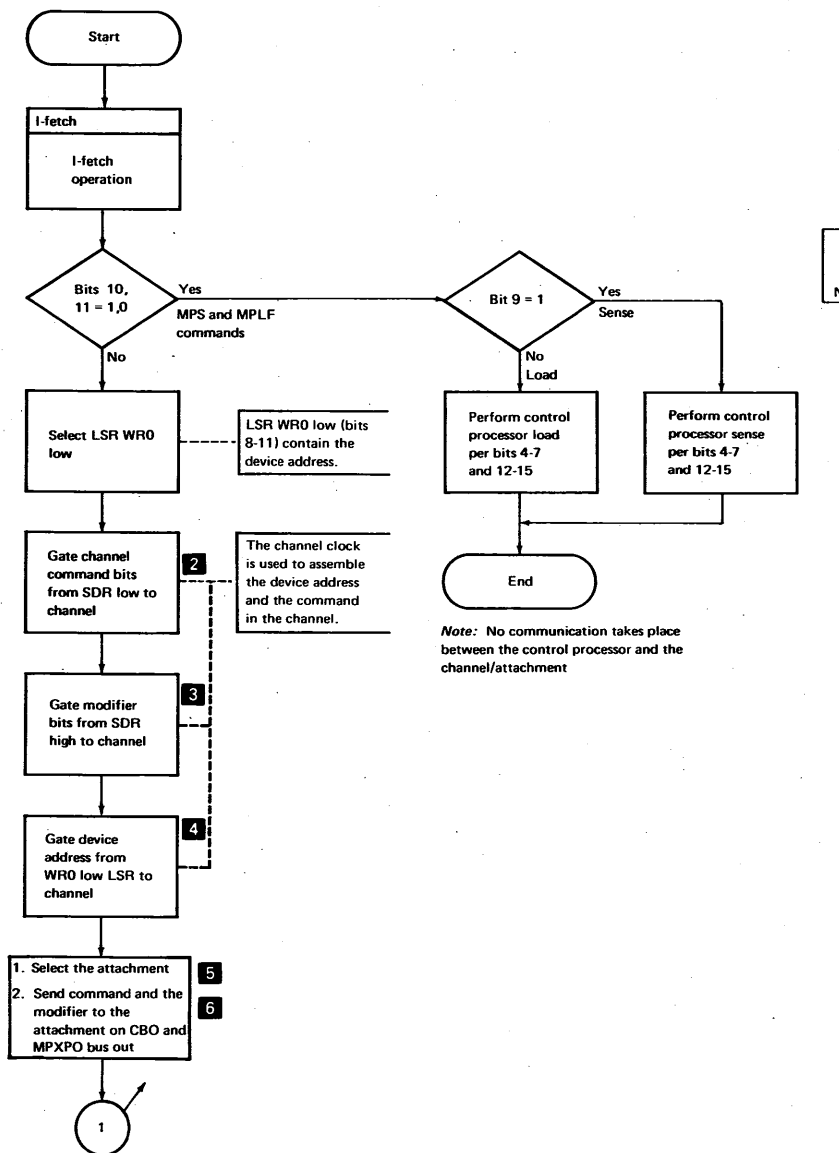 Start
I-fetch
I-fetch
operation
Bits 10,
11 = 1,0
Yes
MPS and MPLF
commands
No
Bit 9 = 1
Yes
Sense
No
Load
Select LSR WR0
low
LSR WR0 low (bits
8-11) contain the
device address.
Perform control
processor load
per bits 4-7
and 12-15
Perform control
processor sense
per bits 4-7
and 12-15
Gate channel
command bits
from SDR low to
channel
2
The channel clock
is used to assemble
the device address
and the command
in the channel.
End
Note: No communication takes place
between the control processor and the
channel/attachment
Gate modifier
bits from SDR
high to channel
3
Gate device
address from
WR0 low LSR to
channel
4
1. Select the attachment
5
2. Send command and the
modifier to the
attachment on CBO and
MPXPO bus out
6
1